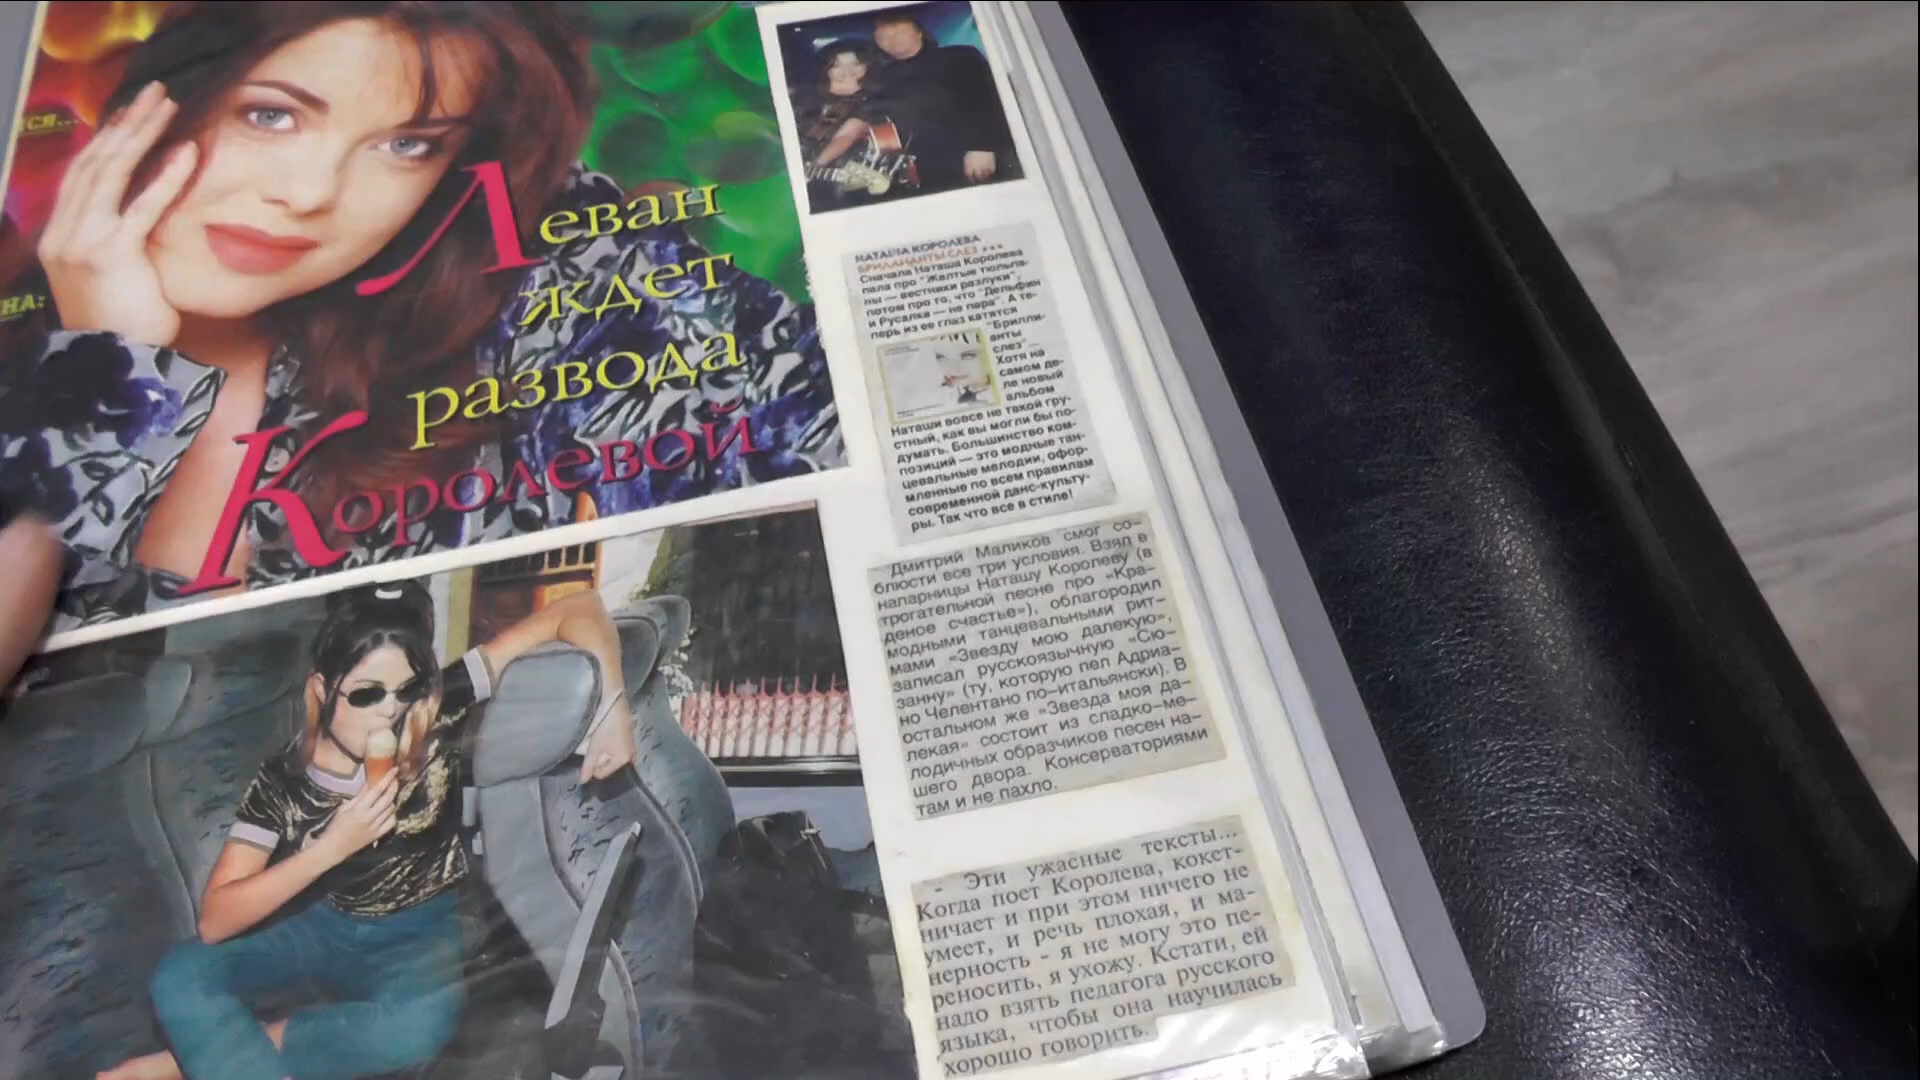 ся...
на:
Леван
ждет
развода
Королевой
НАТАША КОРОЛЕВА
БРИЛЛИАНТЫ СЛЕЗ ...
Сначала Наташа Королева
пела про "Желтые тюльпа-
ны — вестники разлуки",
потом про то, что "Дельфин
и Русалка — не пара". А те-
перь из ее глаз катятся
"Брилли-
анты
слез" —
Хотя на
самом де-
ле новый
альбом
Наташи вовсе не такой гру-
стный, как вы могли бы по-
думать. Большинство ком-
позиций — это модные тан-
цевальные мелодии, офор-
мленные по всем правилам
современной данс-культу-
ры. Так что все в стиле!
Дмитрий Маликов смог со-
блюсти все три условия. Взял в
напарницы Наташу Королеву (в
трогательной песне про «Кра-
деное счастье»), облагородил
модными танцевальными рит-
мами «Звезду мою далекую»,
записал русскоязычную «Сю-
занну» (ту, которую пел Адриа-
но Челентано по-итальянски). В
остальном же «Звезда моя да-
лекая» состоит из сладко-ме-
лодичных образчиков песен на-
шего двора. Консерваториями
там и не пахло.
- Эти ужасные тексты...
Когда поет Королева, кокет-
ничает и при этом ничего не
умеет, и речь плохая, и ма-
нерность - я не могу это пе-
реносить, я ухожу. Кстати, ей
надо взять педагога русского
языка, чтобы она научилась
хорошо говорить.